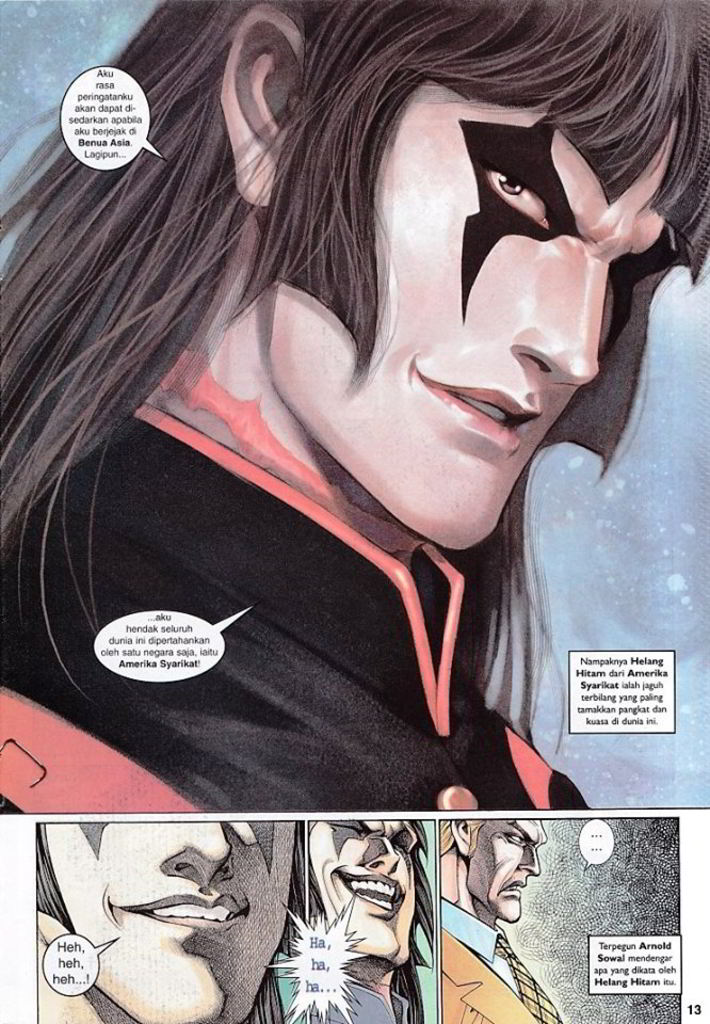 Aku
rasa
peringatanku
akan dapat di-
sedarkan apabila
aku berjejak di
Benua Asia.
Lagipun...
...aku
hendak seluruh
dunia ini dipertahankan
oleh satu negara saja, iaitu
Amerika Syarikat!
Nampaknya Helang
Hitam dari Amerika
Syarikat ialah jaguh
terbilang yang paling
tamakkan pangkat dan
kuasa di dunia ini.
Heh,
heh,
heh...!
Ha,
ha,
ha...
...
...
Terpegun Arnold
Sowal mendengar
apa yang dikata oleh
Helang Hitam itu.
13